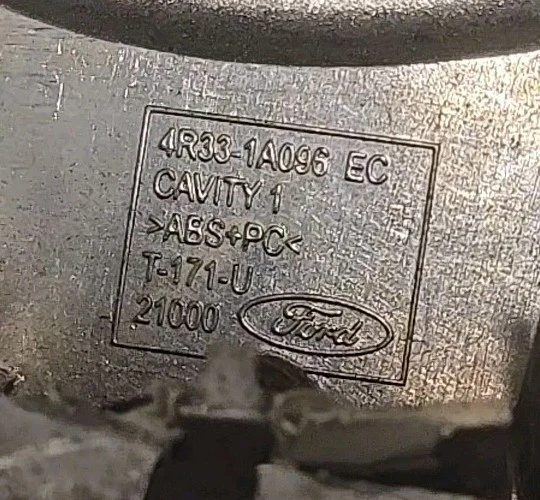 4R33-1A096 EC
CAVITY 1
>ABS+PC<
T-171-U
21000 Ford